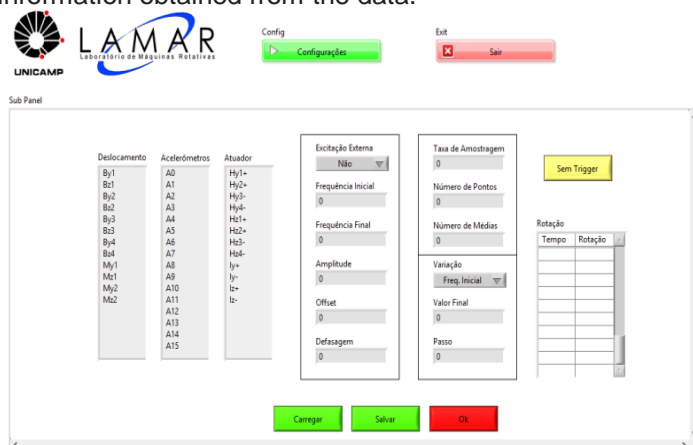 information obtained from the data.
UNICAMP
LAMAR
Laboratório de Máquinas Rotativas
Config
Configurações
Exit
Sair
Sub Panel
Deslocamento
By1
Bz1
By2
Bz2
By3
Bz3
By4
Bz4
My1
Mz1
My2
Mz2
Acelerómetros
A0
A1
A2
A3
A4
A5
A6
A7
A8
A9
A10
A11
A12
A13
A14
A15
Atuador
Hy1+
Hy2+
Hy3-
Hy4-
Hz1+
Hz2+
Hz3-
Hz4-
Iy+
Iy-
Iz+
Iz-
Excitação Externa
Não
Frequência Inicial
0
Frequência Final
0
Amplitude
0
Offset
0
Defasagem
0
Taxa de Amostragem
0
Número de Pontos
0
Número de Médias
0
Variação
Freq. Inicial
Valor Final
0
Passo
0
Sem Trigger
Rotação
Tempo Rotação
Carregar
Salvar
Ok